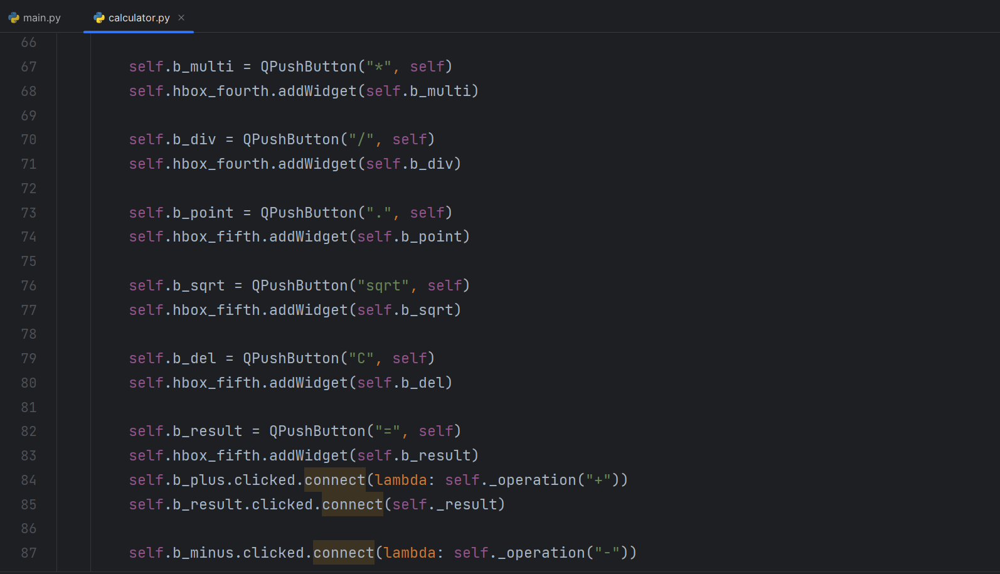 main.py calculator.py
66
67 self.b_multi = QPushButton("*", self)
68 self.hbox_fourth.addWidget(self.b_multi)
69
70 self.b_div = QPushButton("/", self)
71 self.hbox_fourth.addWidget(self.b_div)
72
73 self.b_point = QPushButton(".", self)
74 self.hbox_fifth.addWidget(self.b_point)
75
76 self.b_sqrt = QPushButton("sqrt", self)
77 self.hbox_fifth.addWidget(self.b_sqrt)
78
79 self.b_del = QPushButton("C", self)
80 self.hbox_fifth.addWidget(self.b_del)
81
82 self.b_result = QPushButton("=", self)
83 self.hbox_fifth.addWidget(self.b_result)
84 self.b_plus.clicked.connect(lambda: self._operation("+"))
85 self.b_result.clicked.connect(self._result)
86
87 self.b_minus.clicked.connect(lambda: self._operation("-"))